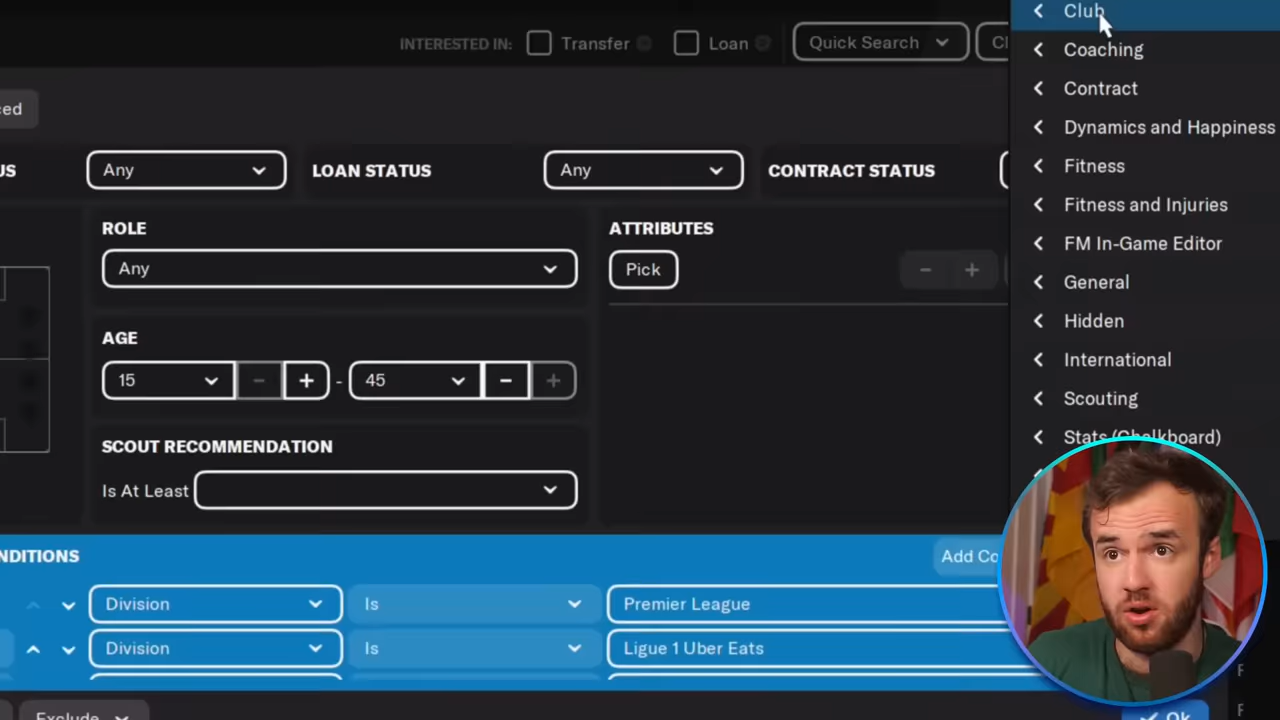 Club
INTERESTED IN: Transfer Loan Quick Search
Coaching
Contract
ced
Dynamics and Happiness
US Any LOAN STATUS Any CONTRACT STATUS
Fitness
Fitness and Injuries
ROLE ATTRIBUTES
FM In-Game Editor
Any Pick
General
Hidden
AGE
International
15 - 45
Scouting
Stats (Chalkboard)
SCOUT RECOMMENDATION
Is At Least
NDITIONS Add Co
Division Is Premier League
Division Is Ligue 1 Uber Eats
Exclude Ok